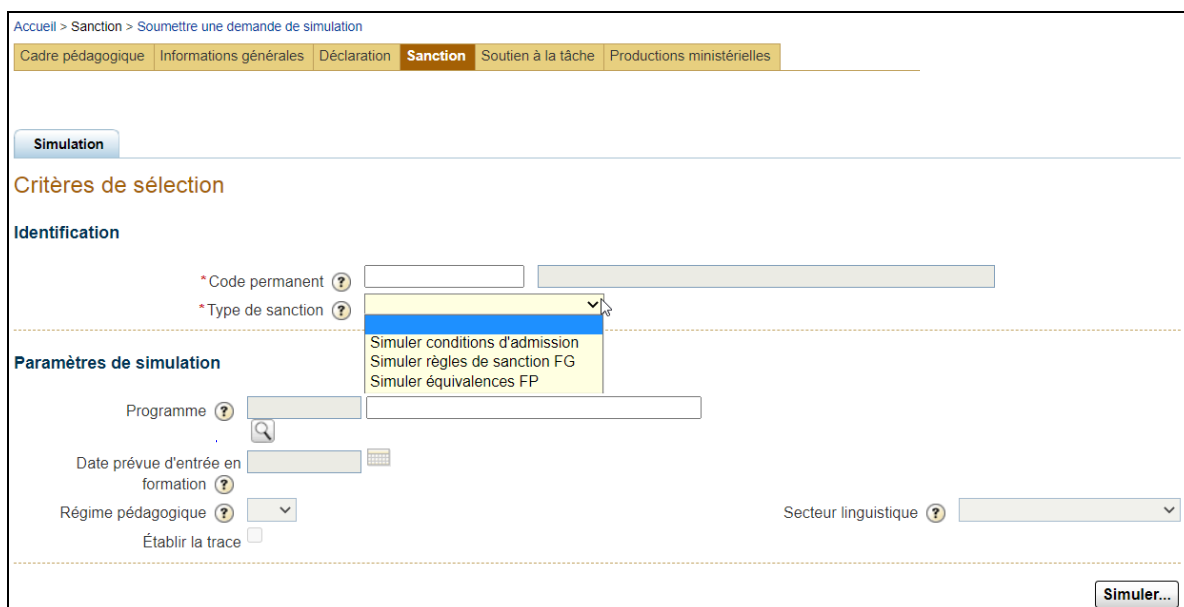 Accueil > Sanction > Soumettre une demande de simulation
Cadre pédagogique Informations générales Déclaration Sanction Soutien à la tâche Productions ministérielles
Simulation
Critères de sélection
Identification
*Code permanent ?
*Type de sanction ?
Simuler conditions d'admission
Simuler règles de sanction FG
Simuler équivalences FP
Paramètres de simulation
Programme ?
Date prévue d'entrée en
formation ?
Régime pédagogique ? Secteur linguistique ?
Établir la trace
Simuler...